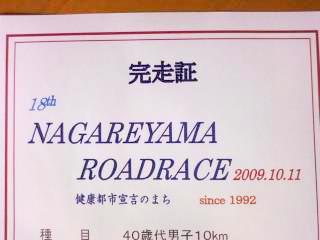 完走証
18th
NAGAREYAMA
ROADRACE 2009.10.11
健康都市宣言のまち since 1992
種 目 40歳代男子10km